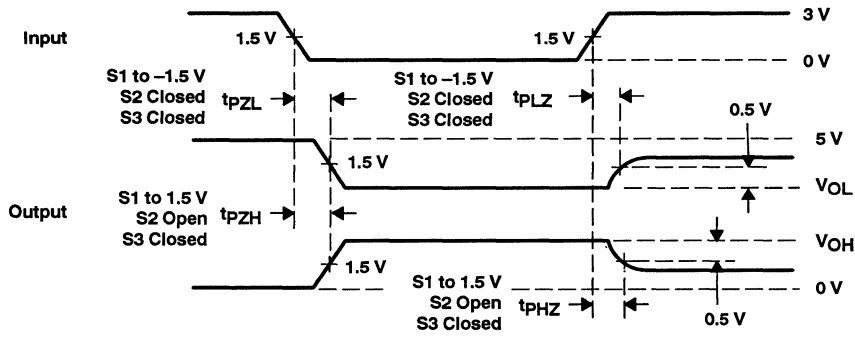 3 V
Input
1.5 V
1.5 V
0 V
S1 to –1.5 V
S2 Closed
S3 Closed
tPZL
S1 to –1.5 V
S2 Closed
S3 Closed
tPLZ
0.5 V
5 V
1.5 V
VOL
Output
S1 to 1.5 V
S2 Open
S3 Closed
tPZH
VOH
1.5 V
S1 to 1.5 V
S2 Open
S3 Closed
tPHZ
0 V
0.5 V